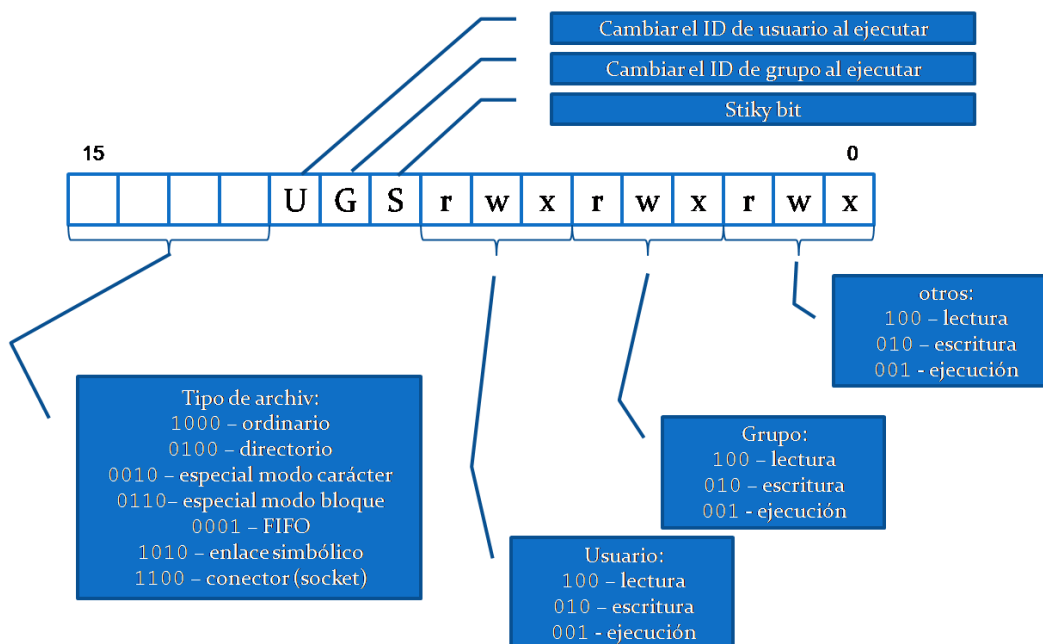 Cambiar el ID de usuario al ejecutar
Cambiar el ID de grupo al ejecutar
Stiky bit
15 0
U G S r w x r w x r w x
otros:
100 – lectura
010 – escritura
001 - ejecución
Tipo de archiv:
1000 – ordinario
0100 – directorio
0010 – especial modo carácter
0110– especial modo bloque
0001 – FIFO
1010 – enlace simbólico
1100 – conector (socket)
Grupo:
100 – lectura
010 – escritura
001 - ejecución
Usuario:
100 – lectura
010 – escritura
001 - ejecución